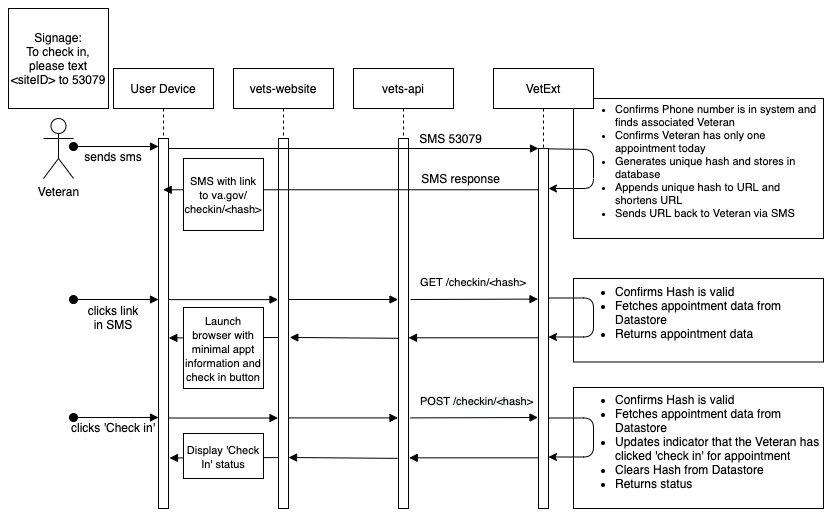 Signage:
To check in,
please text
<siteID> to 53079
User Device
vets-website
vets-api
VetExt
• Confirms Phone number is in system and
finds associated Veteran
• Confirms Veteran has only one
appointment today
• Generates unique hash and stores in
database
• Appends unique hash to URL and
shortens URL
• Sends URL back to Veteran via SMS
Veteran
sends sms
SMS 53079
SMS with link
to va.gov/
checkin/<hash>
SMS response
clicks link
in SMS
GET /checkin/<hash>
• Confirms Hash is valid
• Fetches appointment data from
Datastore
• Returns appointment data
Launch
browser with
minimal appt
information and
check in button
clicks 'Check in'
POST /checkin/<hash>
• Confirms Hash is valid
• Fetches appointment data from
Datastore
• Updates indicator that the Veteran has
clicked 'check in' for appointment
• Clears Hash from Datastore
• Returns status
Display 'Check
In' status